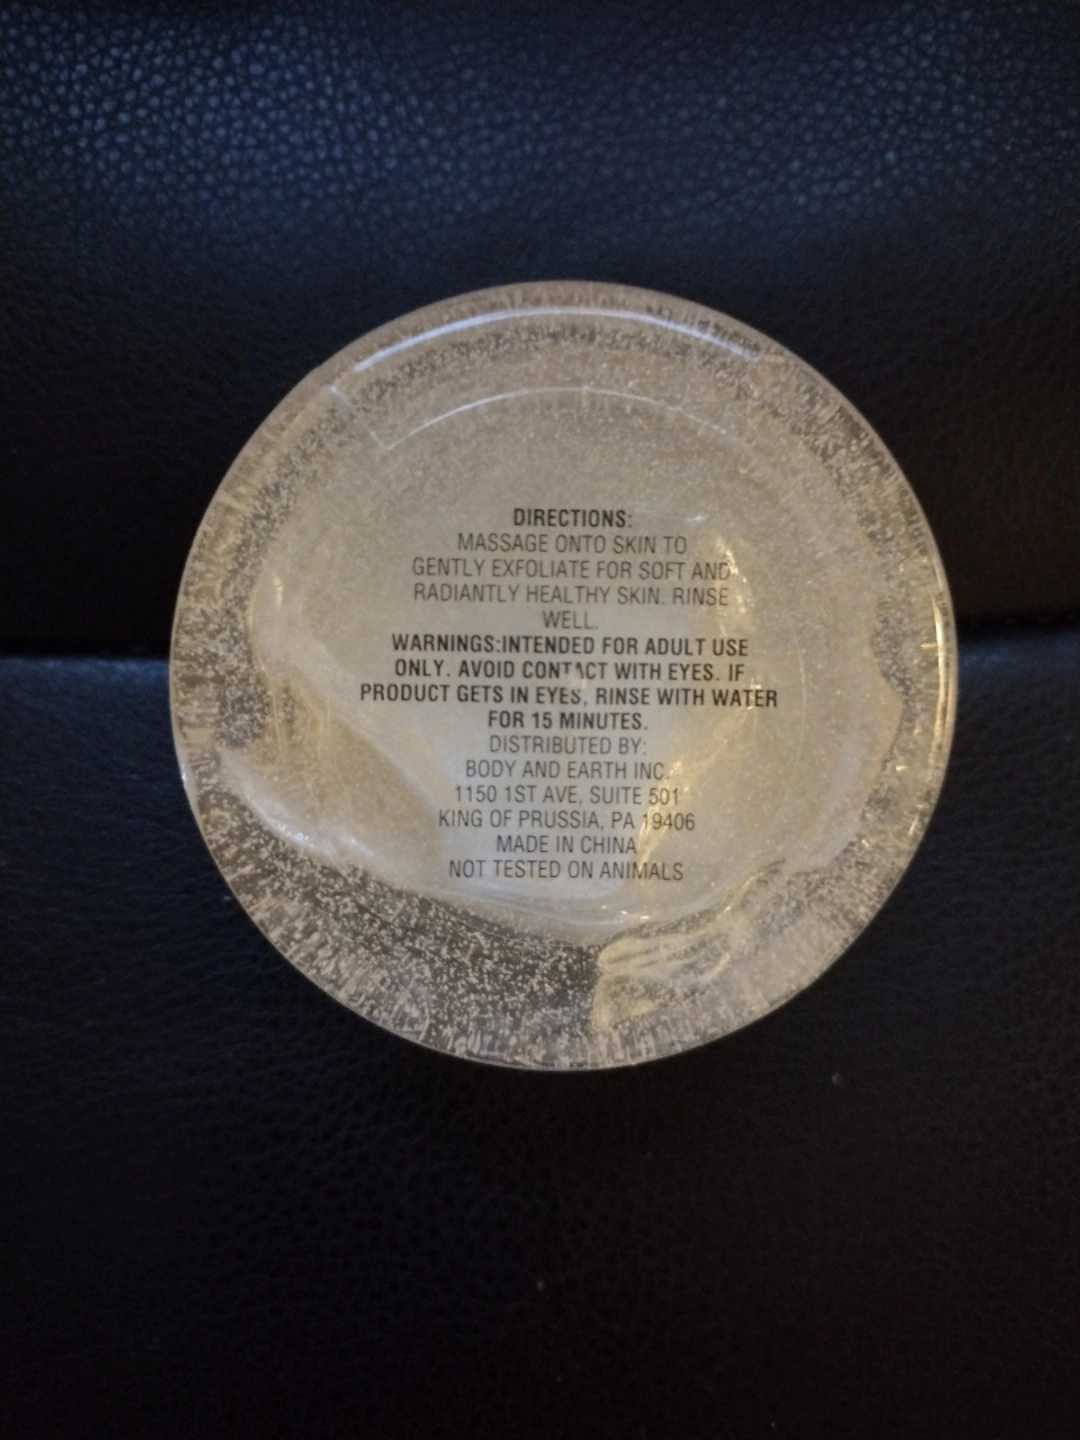 DIRECTIONS:
MASSAGE ONTO SKIN TO
GENTLY EXFOLIATE FOR SOFT AND
RADIANTLY HEALTHY SKIN. RINSE
WELL.
WARNINGS:INTENDED FOR ADULT USE
ONLY. AVOID CONTACT WITH EYES. IF
PRODUCT GETS IN EYES, RINSE WITH WATER
FOR 15 MINUTES.
DISTRIBUTED BY:
BODY AND EARTH INC.
1150 1ST AVE, SUITE 501
KING OF PRUSSIA, PA 19406
MADE IN CHINA
NOT TESTED ON ANIMALS